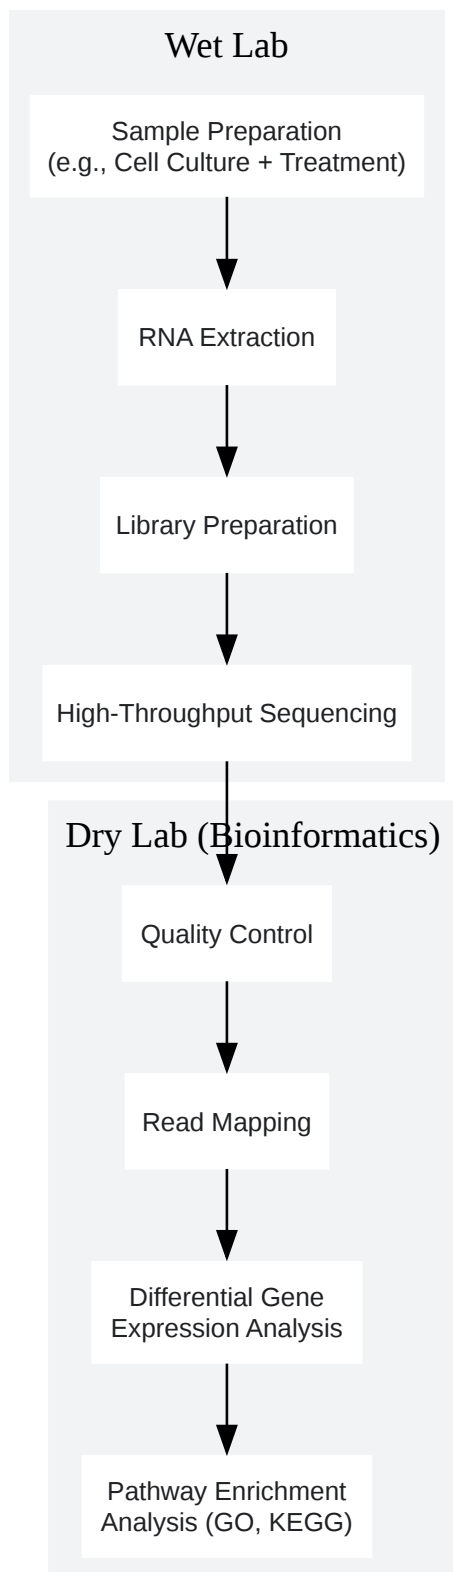 Wet Lab
Sample Preparation
(e.g., Cell Culture + Treatment)
RNA Extraction
Library Preparation
High-Throughput Sequencing
Dry Lab (Bioinformatics)
Quality Control
Read Mapping
Differential Gene
Expression Analysis
Pathway Enrichment
Analysis (GO, KEGG)